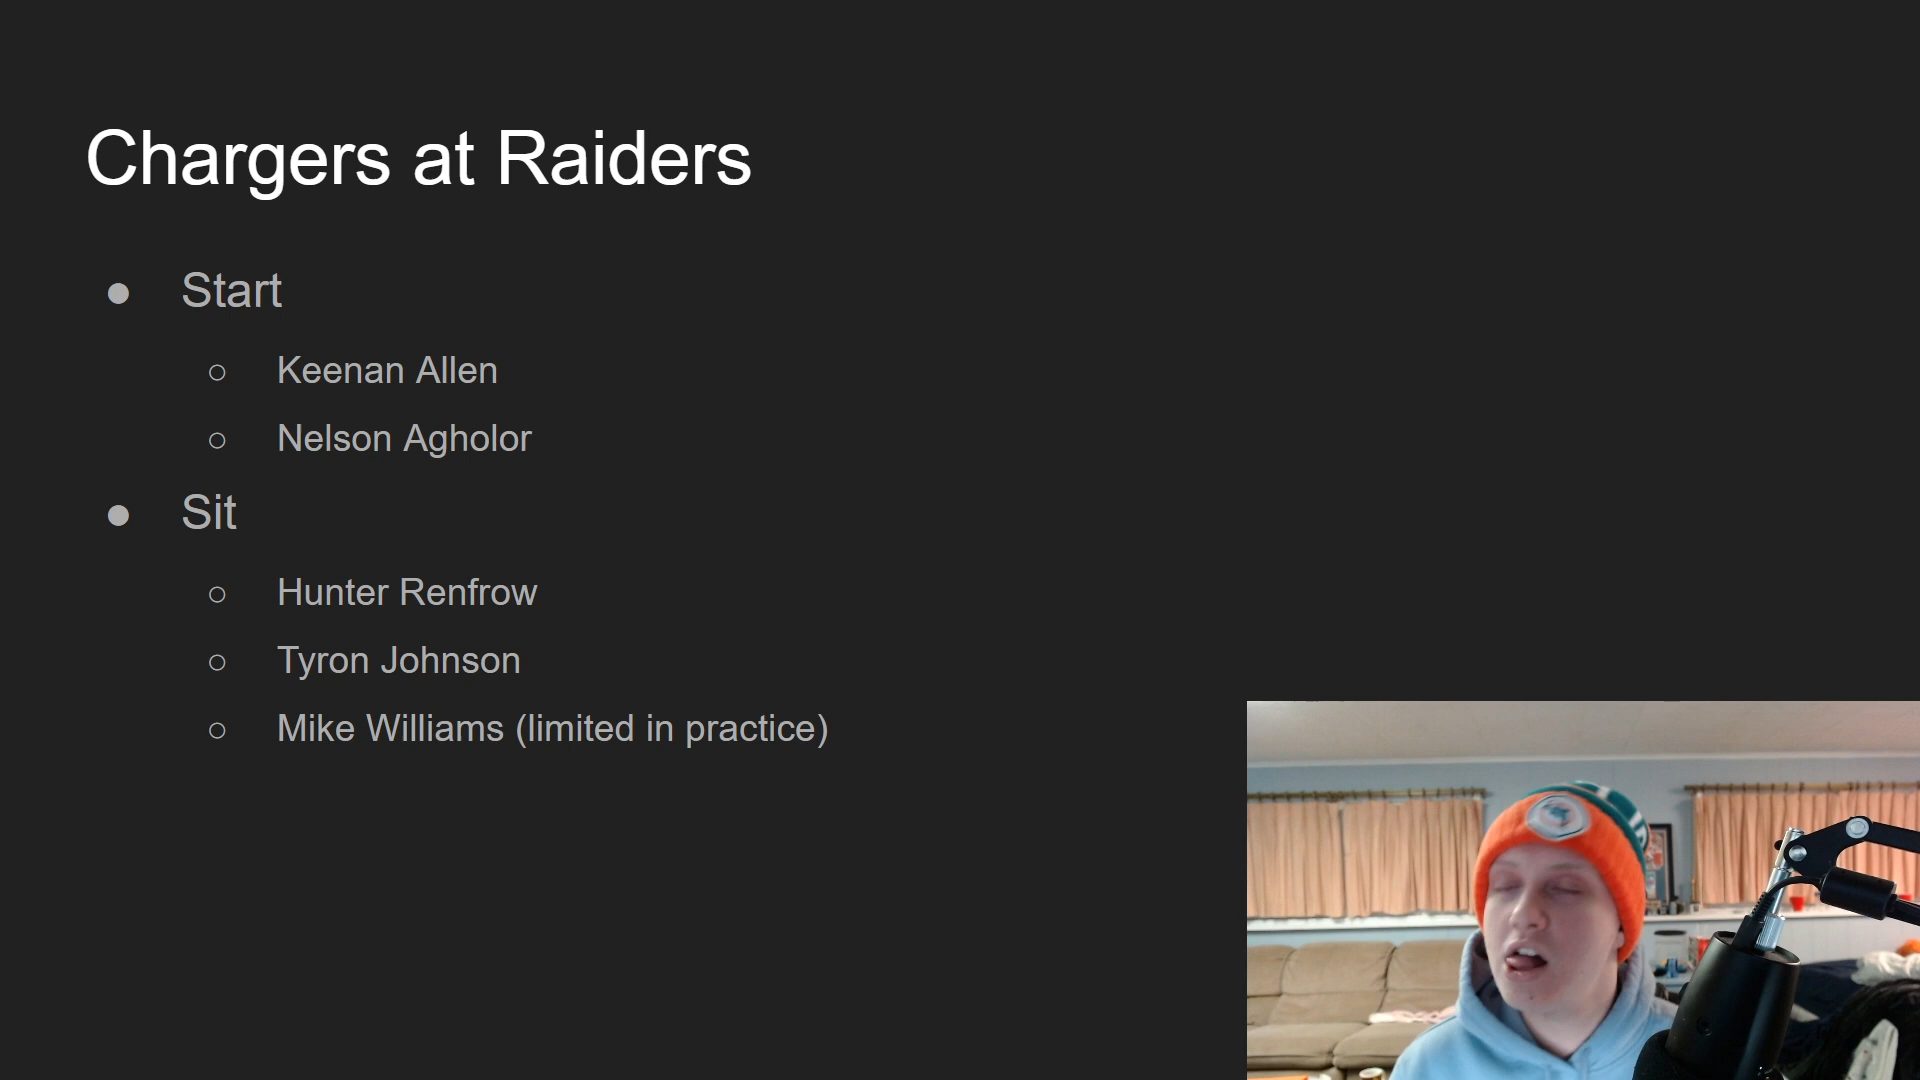 Chargers at Raiders
● Start
○ Keenan Allen
○ Nelson Agholor
● Sit
○ Hunter Renfrow
○ Tyron Johnson
○ Mike Williams (limited in practice)